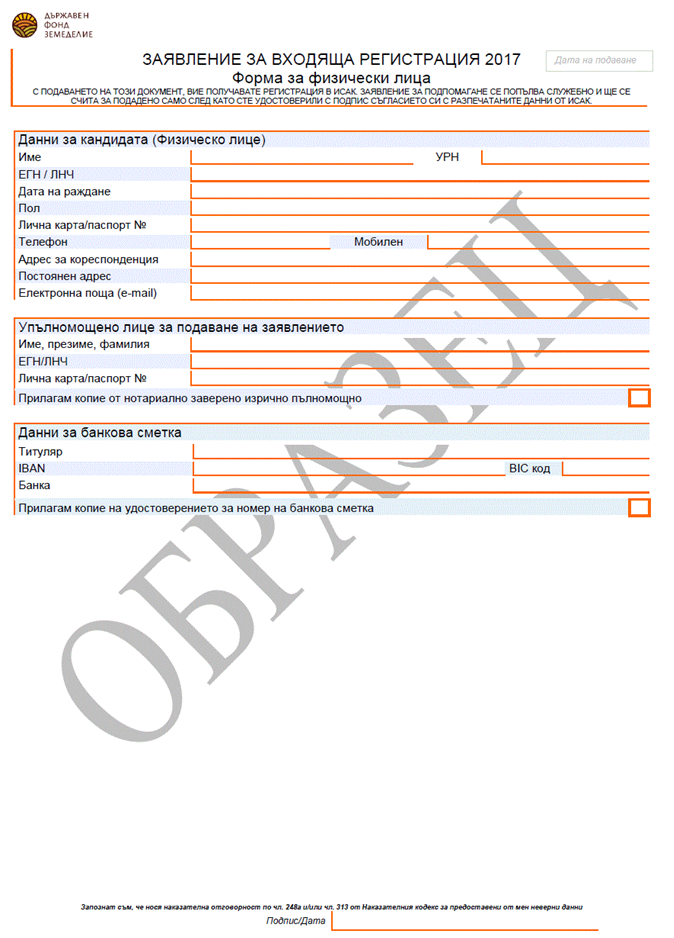 ДЪРЖАВЕН
ФОНД
ЗЕМЕДЕЛИЕ
ЗАЯВЛЕНИЕ ЗА ВХОДЯЩА РЕГИСТРАЦИЯ 2017
Дата на подаване
Форма за физически лица
С ПОДАВАНЕТО НА ТОЗИ ДОКУМЕНТ, ВИЕ ПОЛУЧАВАТЕ РЕГИСТРАЦИЯ В ИСАК. ЗАЯВЛЕНИЕ ЗА ПОДПОМАГАНЕ СЕ ПОПЪЛВА СЛУЖЕБНО И ЩЕ СЕ
СЧИТА ЗА ПОДАДЕНО САМО СЛЕД КАТО СТЕ УДОСТОВЕРИЛИ С ПОДПИС СЪГЛАСИЕТО СИ С РАЗПЕЧАТАНИТЕ ДАННИ ОТ ИСАК.
Данни за кандидата (Физическо лице)
Име УРН
ЕГН / ЛНЧ
Дата на раждане
Пол
Лична карта/паспорт №
Телефон Мобилен
Адрес за кореспонденция
Постоянен адрес
Електронна поща (e-mail)
Упълномощено лице за подаване на заявлението
Име, презиме, фамилия
ЕГН/ЛНЧ
Лична карта/паспорт №
Прилагам копие от нотариално заверено изрично пълномощно
Данни за банкова сметка
Титуляр
IBAN BIC код
Банка
Прилагам копие на удостоверението за номер на банкова сметка
ОБРАЗЕЦ
Запознат съм, че нося наказателна отговорност по чл. 248а и/или чл. 313 от Наказателния кодекс за предоставени от мен неверни данни
Подпис/Дата